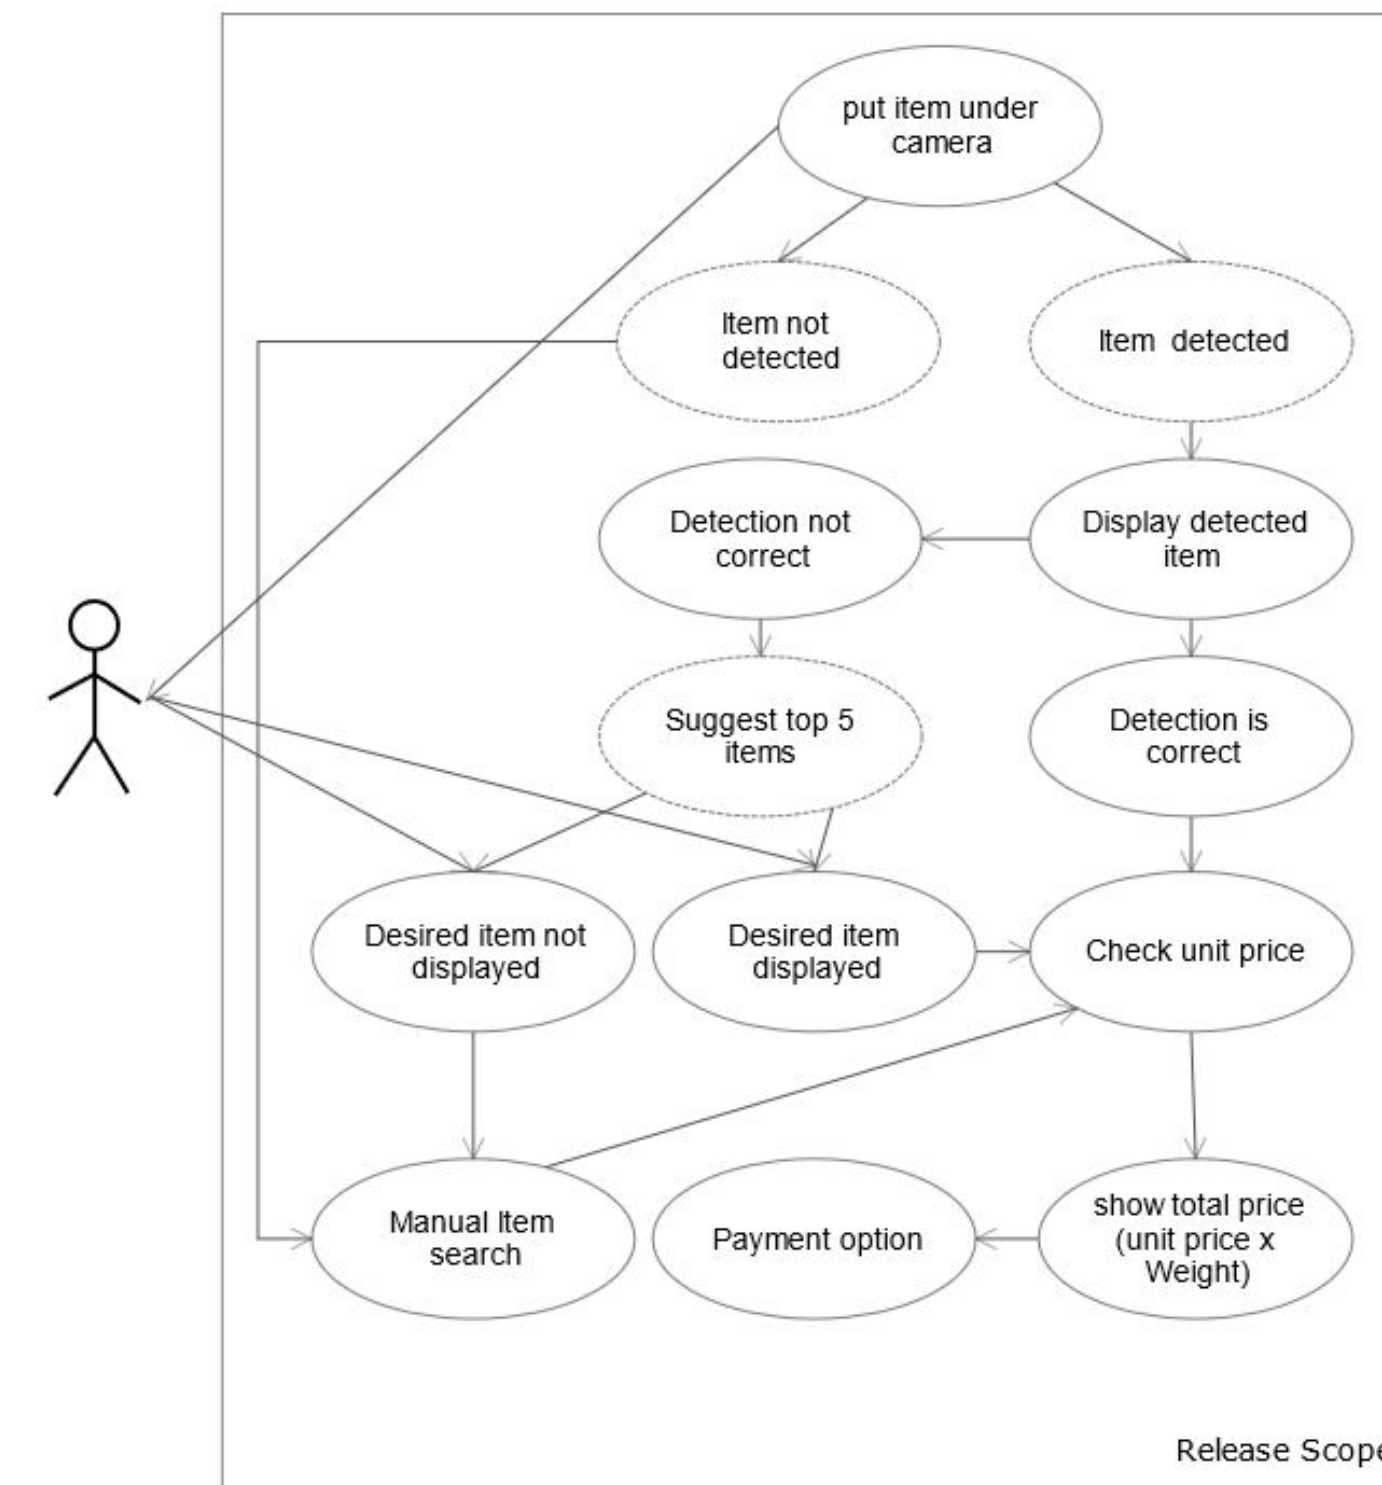 put item under
camera
Item not
detected
Item  detected
Detection not
correct
Display detected
item
Suggest top 5
items
Detection is
correct
Desired item not
displayed
Desired item
displayed
Check unit price
Manual Item
search
Payment option
show total price
(unit price x
Weight)
Release Scope